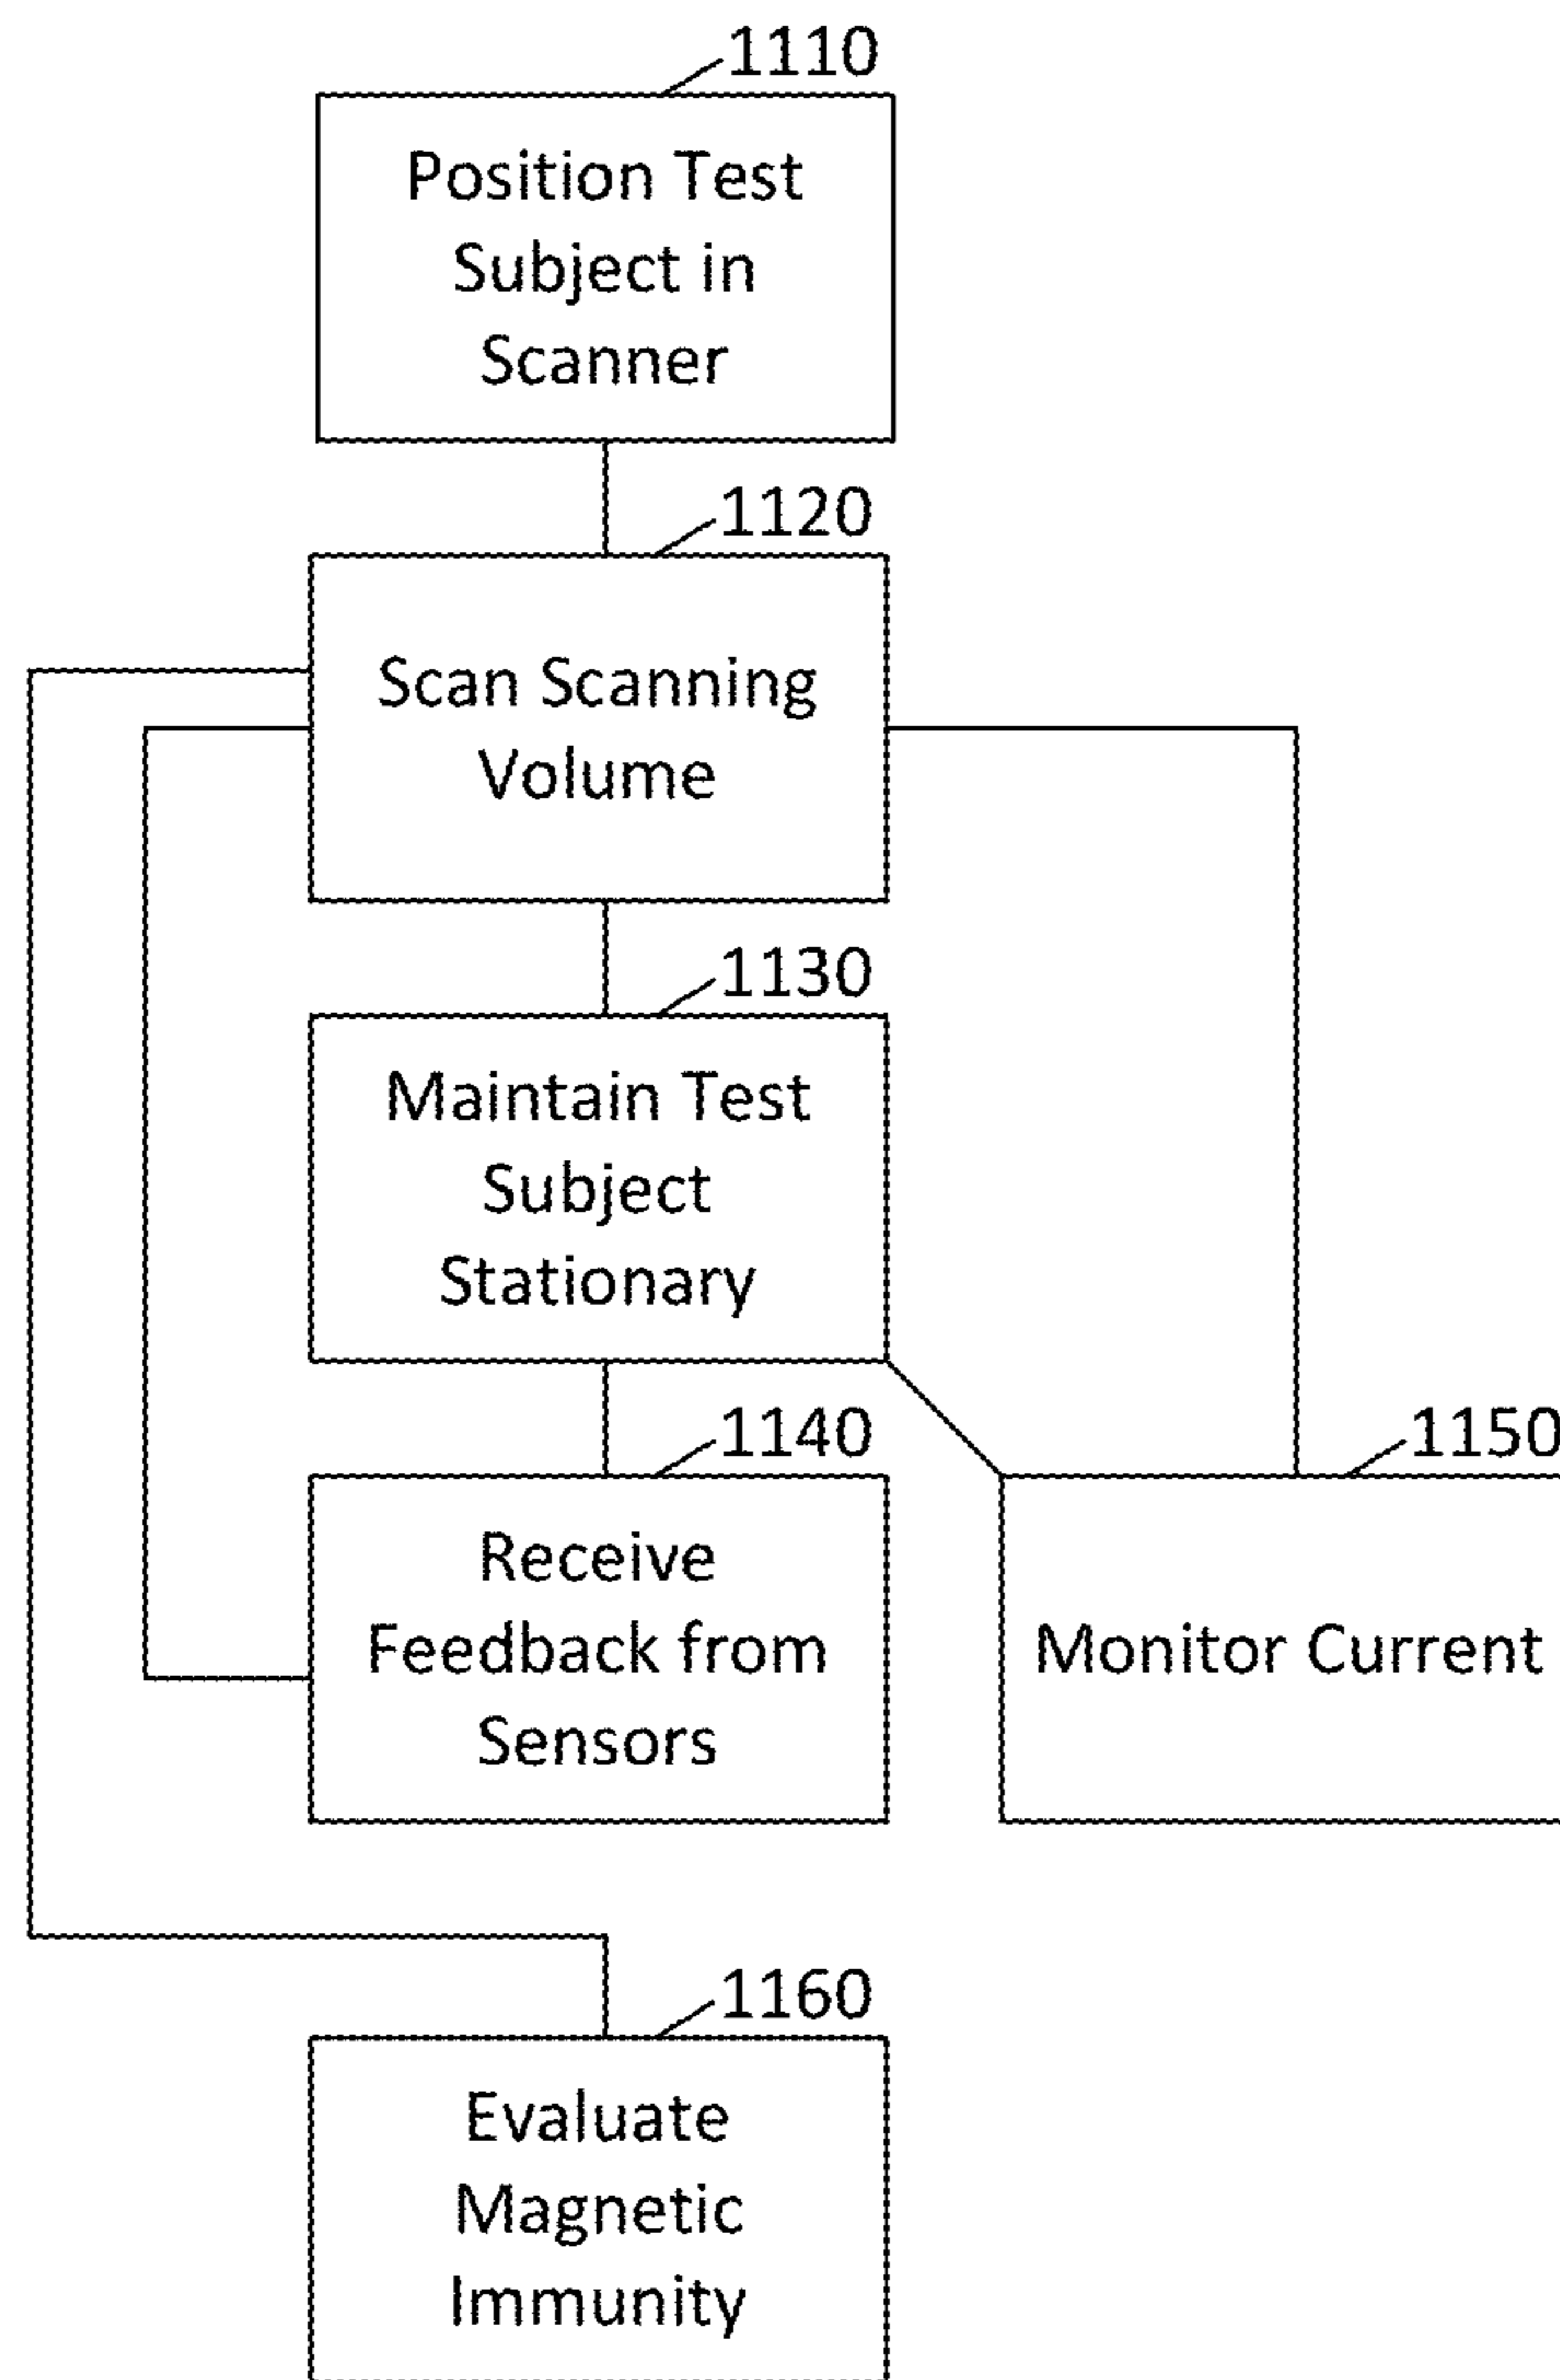 1110
Position Test
Subject in
Scanner
1120
Scan Scanning
Volume
1130
Maintain Test
Subject
Stationary
1140
Receive
Feedback from
Sensors
1150
Monitor Current
1160
Evaluate
Magnetic
Immunity